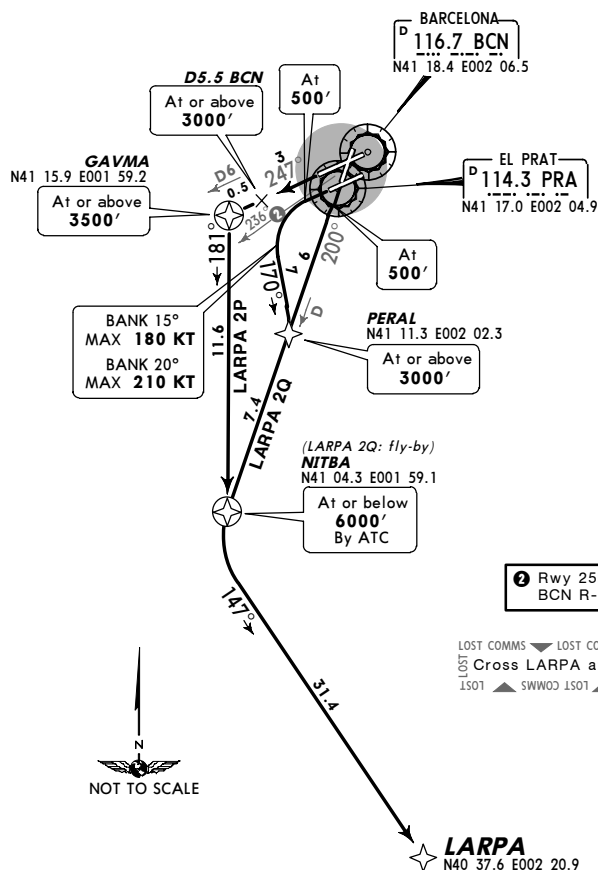 BARCELONA
D 116.7 BCN
N41 18.4 E002 06.5
D5.5 BCN
At or above
3000'
At
500'
GAVMA
N41 15.9 E001 59.2
At or above
3500'
D6
0.5
3
247°
236
2
EL PRAT
D 114.3 PRA
N41 17.0 E002 04.9
At
500'
200°
6
7
170°
181°
D
BANK 15°
MAX 180 KT
BANK 20°
MAX 210 KT
11.6
LARPA 2P
PERAL
N41 11.3 E002 02.3
At or above
3000'
7.4
LARPA 2Q
(LARPA 2Q: fly-by)
NITBA
N41 04.3 E001 59.1
At or below
6000'
By ATC
2 Rwy 25
BCN R-
147°
LOST COMMS LOST CO
LOST
Cross LARPA a
LOST COMMS LOST
31.4
N
NOT TO SCALE
LARPA
N40 37.6 E002 20.9